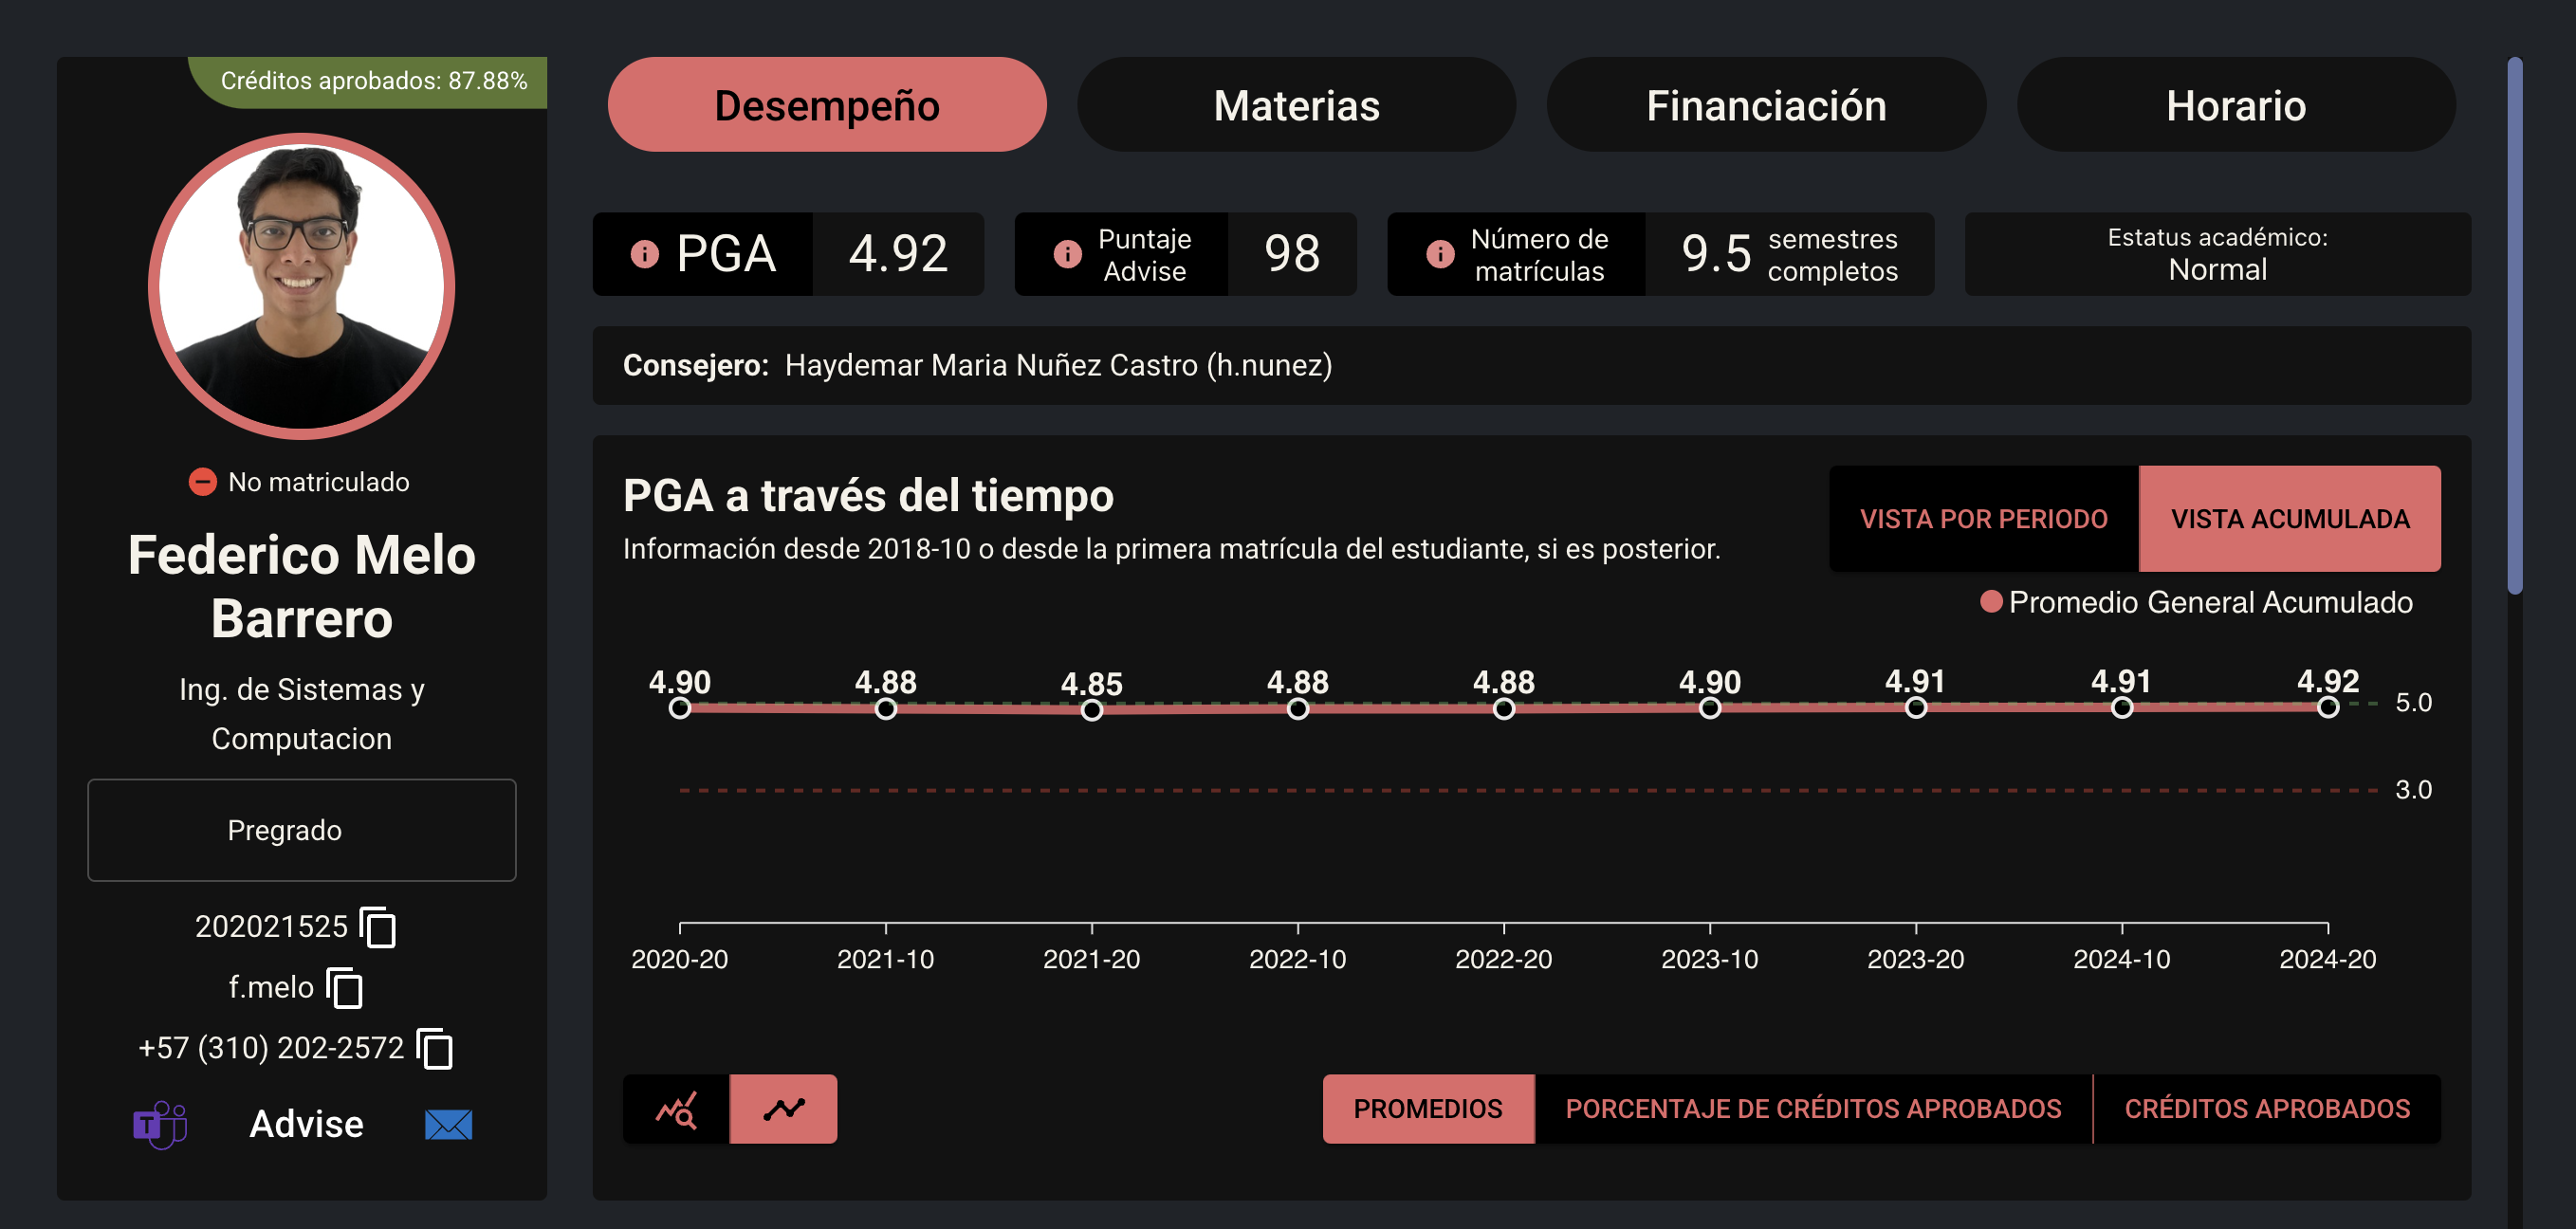 Créditos aprobados: 87.88%
No matriculado
Federico Melo
Barrero
Ing. de Sistemas y
Computacion
Pregrado
202021525
f.melo
+57 (310) 202-2572
T
Advise
Desempeño
Materias
Financiación
Horario
PGA
4.92
Puntaje
Advise
98
Número de
matrículas
9.5
semestres
completos
Estatus académico:
Normal
Consejero: Haydemar Maria Nuñez Castro (h.nunez)
PGA a través del tiempo
Información desde 2018-10 o desde la primera matrícula del estudiante, si es posterior.
VISTA POR PERIODO
VISTA ACUMULADA
Promedio General Acumulado
4.90 4.88 4.85 4.88 4.88 4.90 4.91 4.91 4.92
5.0
3.0
2020-20 2021-10 2021-20 2022-10 2022-20 2023-10 2023-20 2024-10 2024-20
PROMEDIOS
PORCENTAJE DE CRÉDITOS APROBADOS
CRÉDITOS APROBADOS